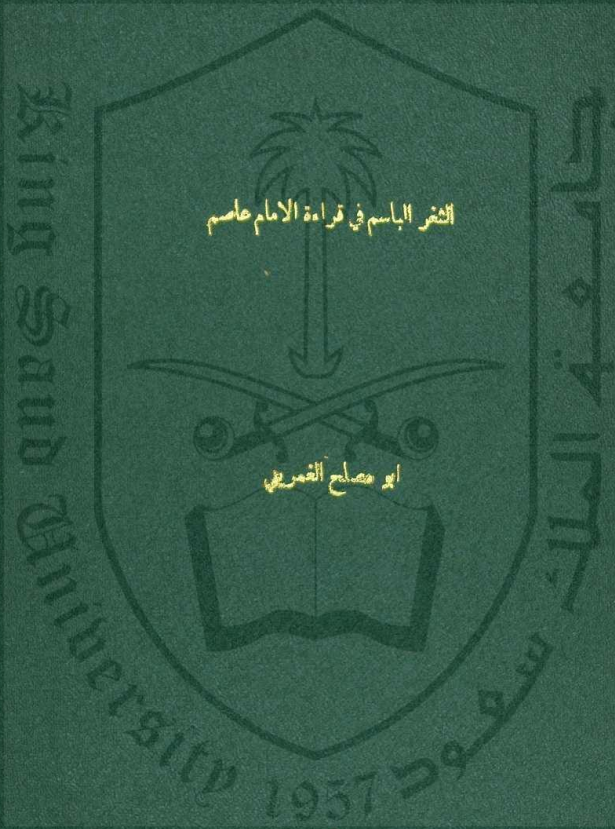 الثغر الباسم في قراءة الامام عاصم
ابو مصلح الغمريني
King Saud University 1957
جامعة الملك سعود